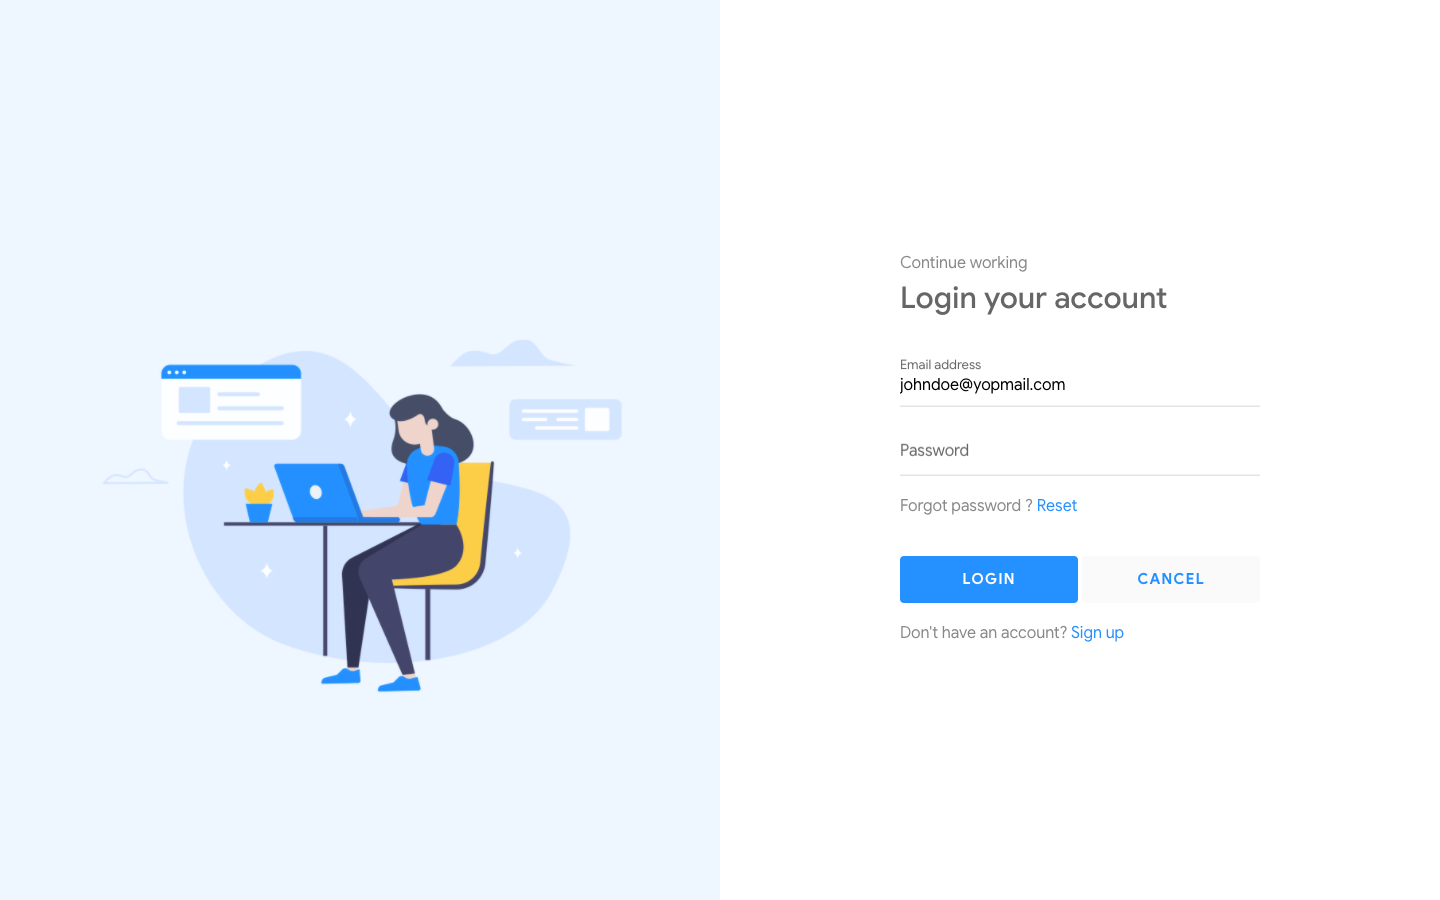 Continue working
Login your account
Email address
johndoe@yopmail.com
Password
Forgot password ? Reset
LOGIN
CANCEL
Don't have an account? Sign up